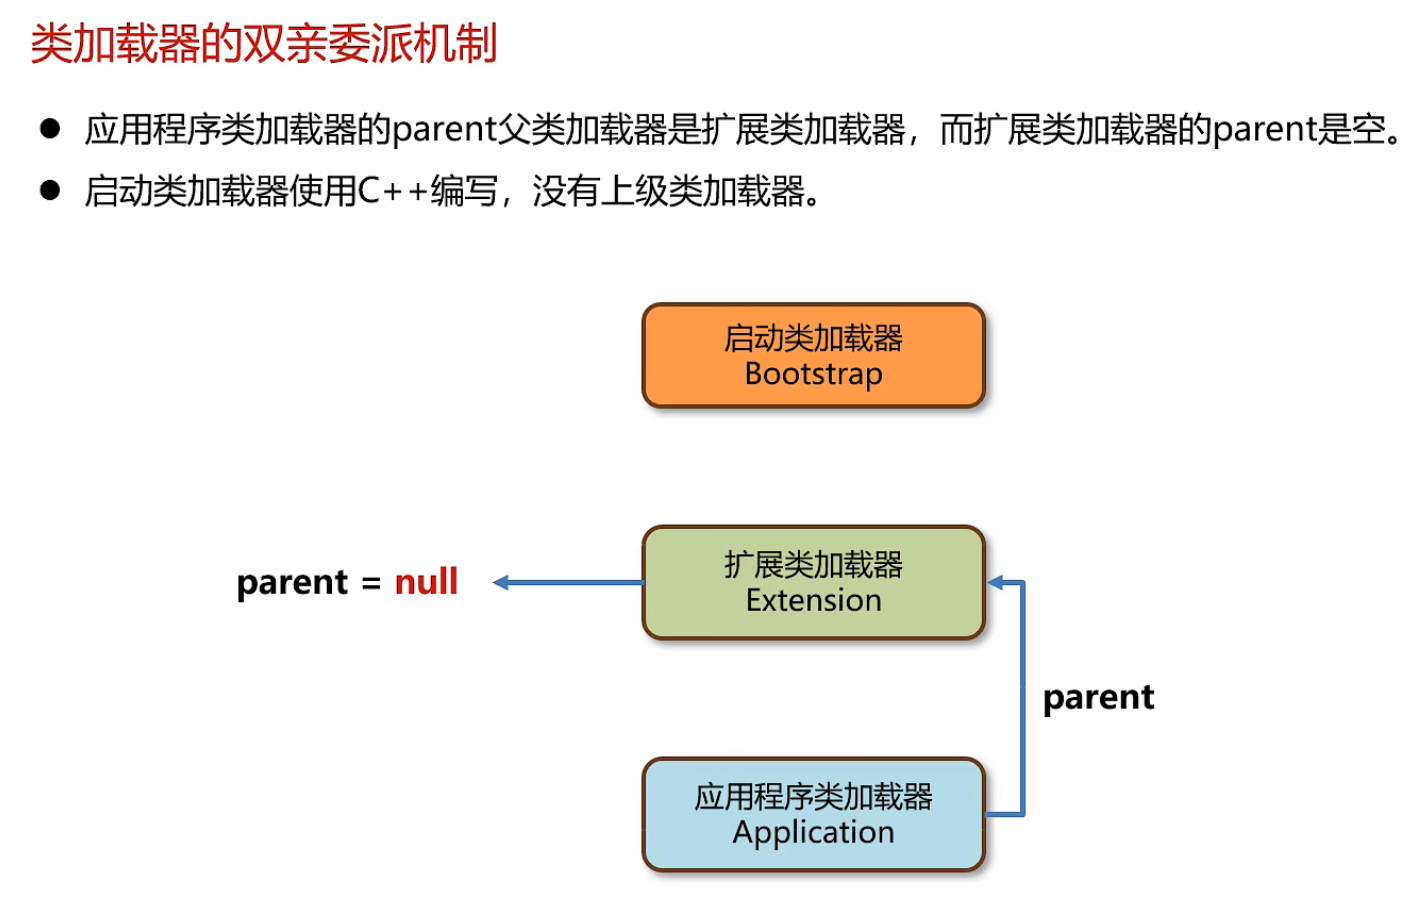 类加载器的双亲委派机制
● 应用程序类加载器的parent父类加载器是扩展类加载器，而扩展类加载器的parent是空。
● 启动类加载器使用C++编写，没有上级类加载器。
启动类加载器
Bootstrap
扩展类加载器
Extension
parent = null
parent
应用程序类加载器
Application